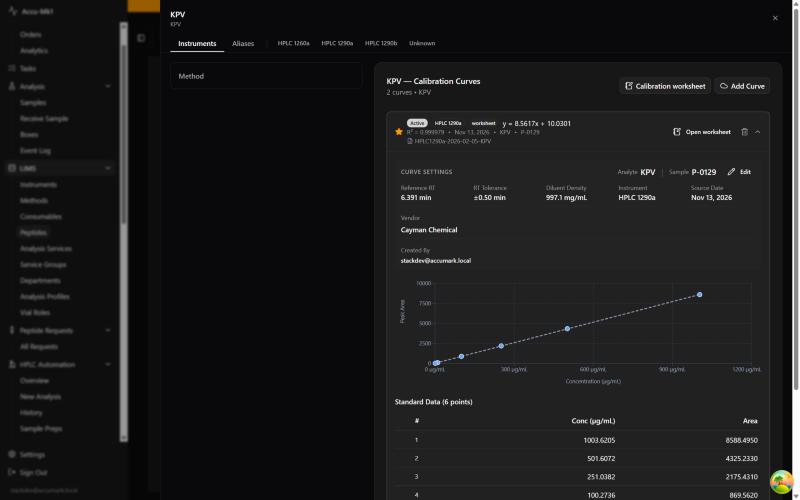 Accu-Mk1
Orders
Analytics
Tasks
Analysis
Samples
Receive Sample
Boxes
Event Log
LIMS
Instruments
Methods
Consumables
Peptides
Analysis Services
Service Groups
Departments
Analysis Profiles
Vial Roles
Peptide Requests
All Requests
HPLC Automation
Overview
New Analysis
History
Sample Preps
Settings
Sign Out
stackdev@accumark.local
KPV
KPV
Instruments Aliases HPLC 1260a HPLC 1290a HPLC 1290b Unknown
Method
KPV — Calibration Curves
2 curves • KPV
Calibration worksheet
Add Curve
Active HPLC 1290a worksheet y = 8.5617x + 10.0301
R² = 0.999979 • Nov 13, 2026 • KPV • P-0129
HPLC1290a-2026-02-05-KPV
Open worksheet
CURVE SETTINGS
Analyte KPV Sample P-0129 Edit
Reference RT RT Tolerance Diluent Density Instrument Source Date
6.391 min ±0.50 min 997.1 mg/mL HPLC 1290a Nov 13, 2026
Vendor
Cayman Chemical
Created By
stackdev@accumark.local
10000
7500
5000
2500
0
Peak Area
0 µg/mL 300 µg/mL 600 µg/mL 900 µg/mL 1200 µg/mL
Concentration (µg/mL)
Standard Data (6 points)
# Conc (µg/mL) Area
1 1003.6205 8588.4950
2 501.6072 4325.2330
3 251.0382 2175.4310
4 100.2736 869.5620